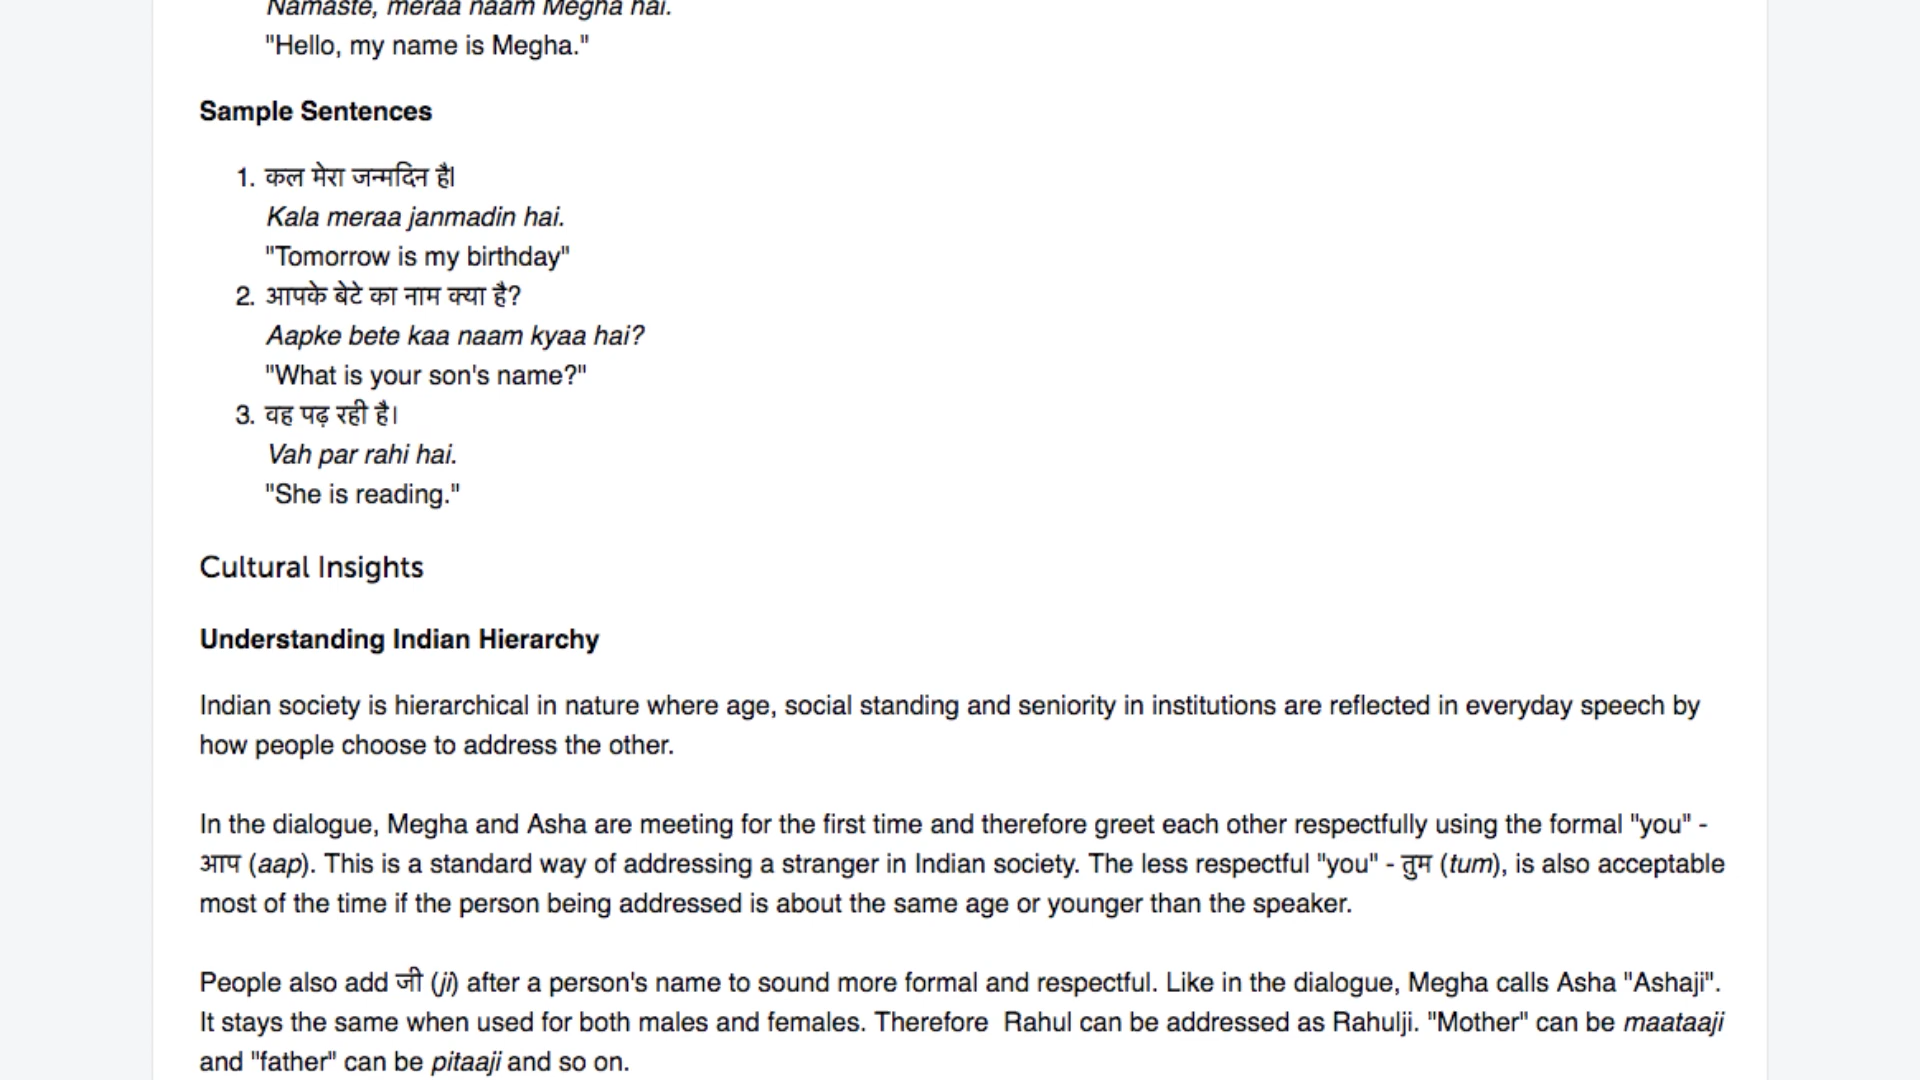 Namaste, meraa naam Megha hai.
"Hello, my name is Megha."
Sample Sentences
1. कल मेरा जन्मदिन है।
Kala meraa janmadin hai.
"Tomorrow is my birthday"
2. आपके बेटे का नाम क्या है?
Aapke bete kaa naam kyaa hai?
"What is your son's name?"
3. वह पढ़ रही है।
Vah par rahi hai.
"She is reading."
Cultural Insights
Understanding Indian Hierarchy
Indian society is hierarchical in nature where age, social standing and seniority in institutions are reflected in everyday speech by
how people choose to address the other.
In the dialogue, Megha and Asha are meeting for the first time and therefore greet each other respectfully using the formal "you" -
आप (aap). This is a standard way of addressing a stranger in Indian society. The less respectful "you" - तुम (tum), is also acceptable
most of the time if the person being addressed is about the same age or younger than the speaker.
People also add जी (ji) after a person's name to sound more formal and respectful. Like in the dialogue, Megha calls Asha "Ashaji".
It stays the same when used for both males and females. Therefore  Rahul can be addressed as Rahulji. "Mother" can be maataaji
and "father" can be pitaaji and so on.